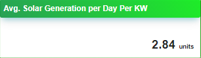 Avg. Solar Generation per Day Per KW
2.84 units